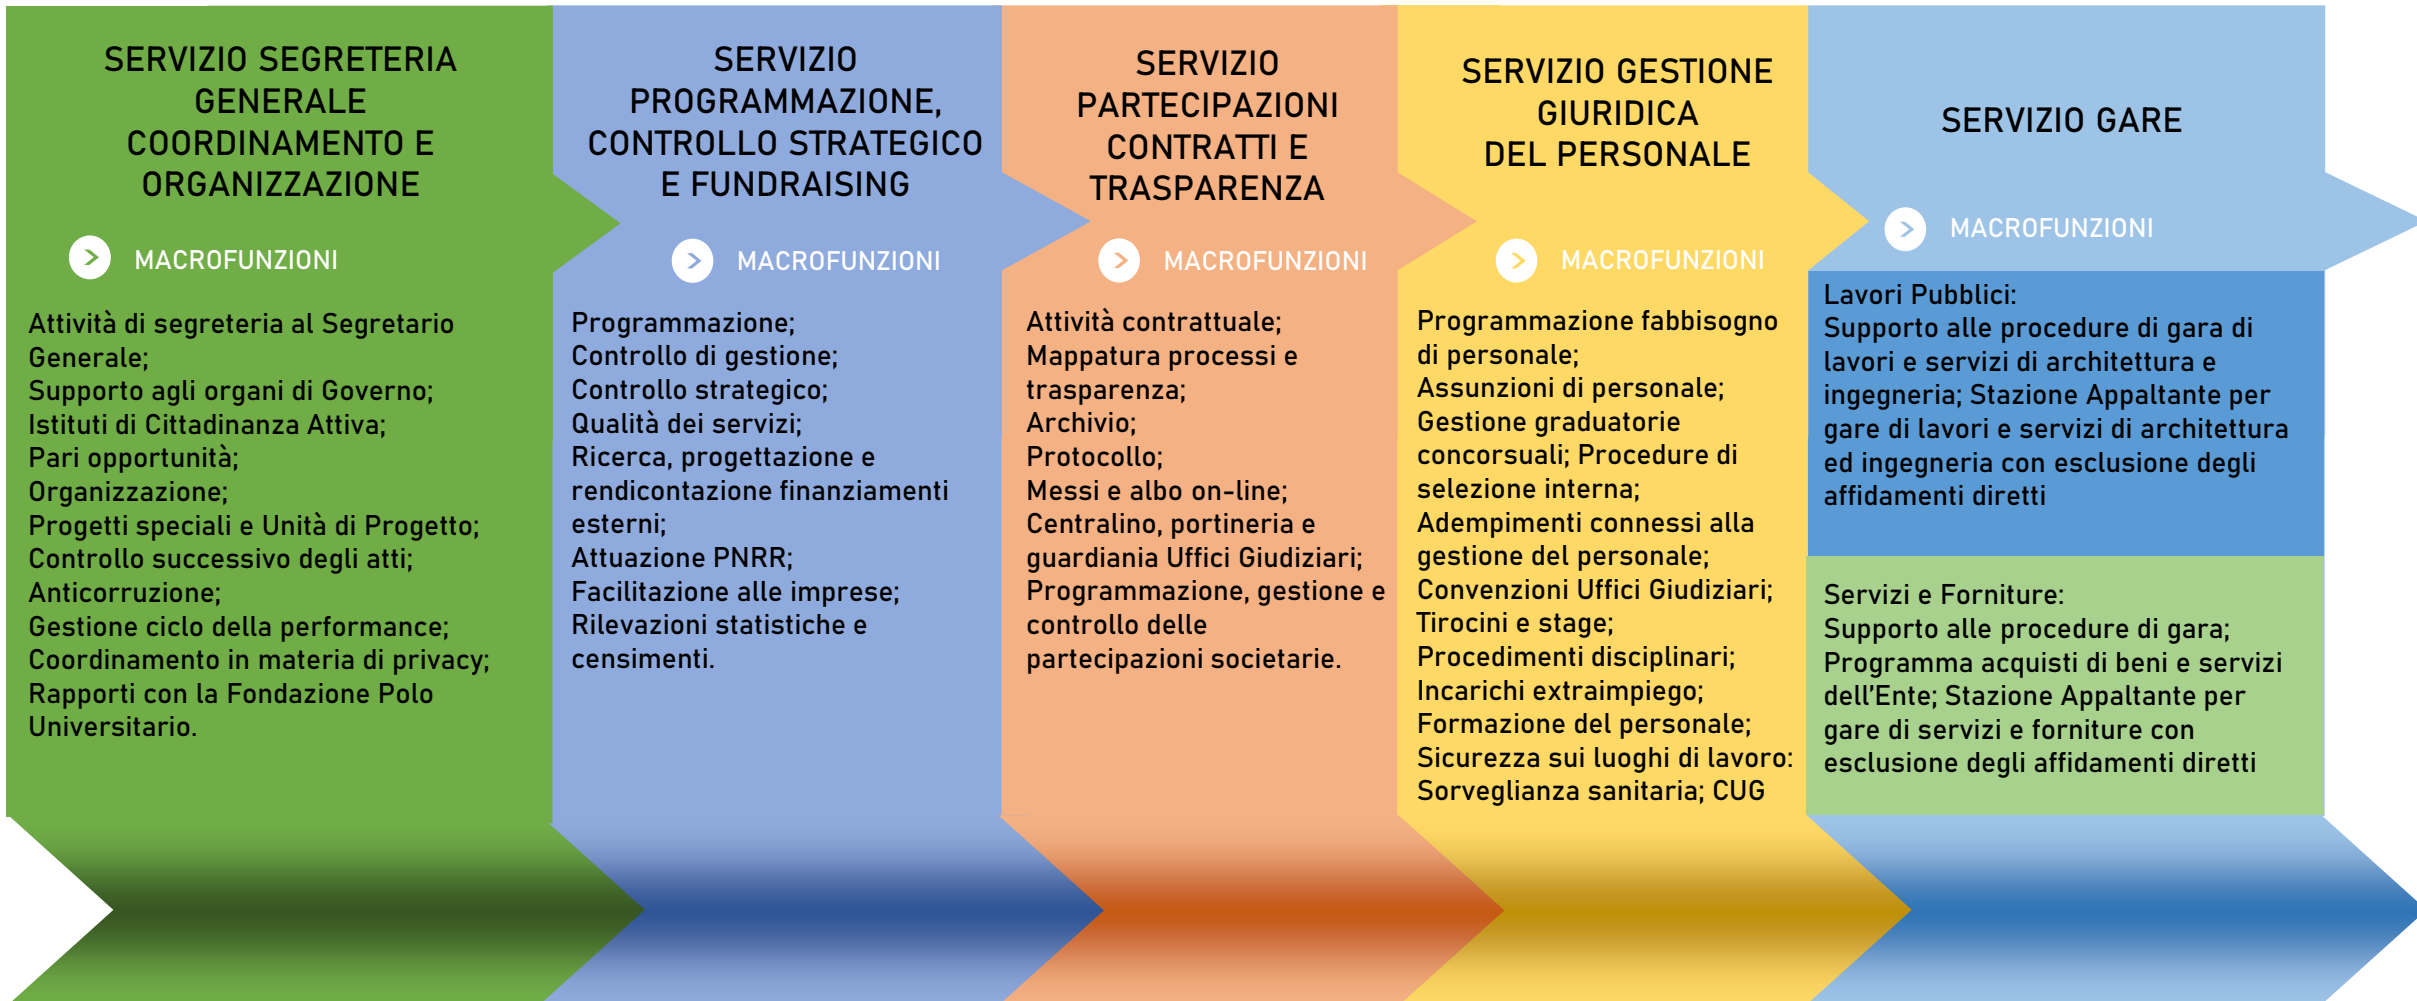 SERVIZIO SEGRETERIA
GENERALE
COORDINAMENTO E
ORGANIZZAZIONE
MACROFUNZIONI
Attività di segreteria al Segretario
Generale;
Supporto agli organi di Governo;
Istituti di Cittadinanza Attiva;
Pari opportunità;
Organizzazione;
Progetti speciali e Unità di Progetto;
Controllo successivo degli atti;
Anticorruzione;
Gestione ciclo della performance;
Coordinamento in materia di privacy;
Rapporti con la Fondazione Polo
Universitario.
SERVIZIO
PROGRAMMAZIONE,
CONTROLLO STRATEGICO
E FUNDRAISING
MACROFUNZIONI
Programmazione;
Controllo di gestione;
Controllo strategico;
Qualità dei servizi;
Ricerca, progettazione e
rendicontazione finanziamenti
esterni;
Attuazione PNRR;
Facilitazione alle imprese;
Rilevazioni statistiche e
censimenti.
SERVIZIO
PARTECIPAZIONI
CONTRATTI E
TRASPARENZA
MACROFUNZIONI
Attività contrattuale;
Mappatura processi e
trasparenza;
Archivio;
Protocollo;
Messi e albo on-line;
Centralino, portineria e
guardiania Uffici Giudiziari;
Programmazione, gestione e
controllo delle
partecipazioni societarie.
SERVIZIO GESTIONE
GIURIDICA
DEL PERSONALE
MACROFUNZIONI
Programmazione fabbisogno
di personale;
Assunzioni di personale;
Gestione graduatorie
concorsuali; Procedure di
selezione interna;
Adempimenti connessi alla
gestione del personale;
Convenzioni Uffici Giudiziari;
Tirocini e stage;
Procedimenti disciplinari;
Incarichi extraimpiego;
Formazione del personale;
Sicurezza sui luoghi di lavoro:
Sorveglianza sanitaria; CUG
SERVIZIO GARE
MACROFUNZIONI
Lavori Pubblici:
Supporto alle procedure di gara di
lavori e servizi di architettura e
ingegneria; Stazione Appaltante per
gare di lavori e servizi di architettura
ed ingegneria con esclusione degli
affidamenti diretti
Servizi e Forniture:
Supporto alle procedure di gara;
Programma acquisti di beni e servizi
dell'Ente; Stazione Appaltante per
gare di servizi e forniture con
esclusione degli affidamenti diretti